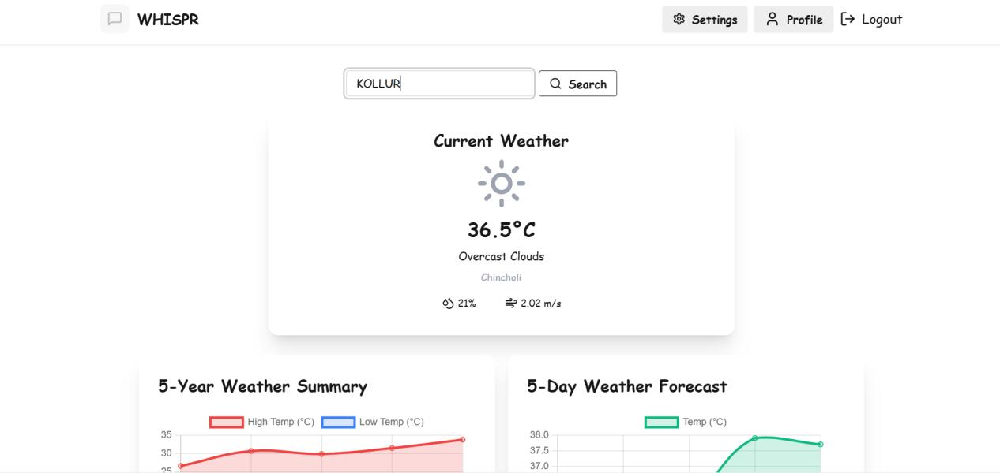 WHISPR
Settings Profile Logout
KOLLUR Search
Current Weather
36.5°C
Overcast Clouds
Chincholi
21% 2.02 m/s
5-Year Weather Summary
High Temp (°C) Low Temp (°C)
35
30
25
5-Day Weather Forecast
Temp (°C)
38.0
37.5
37.0